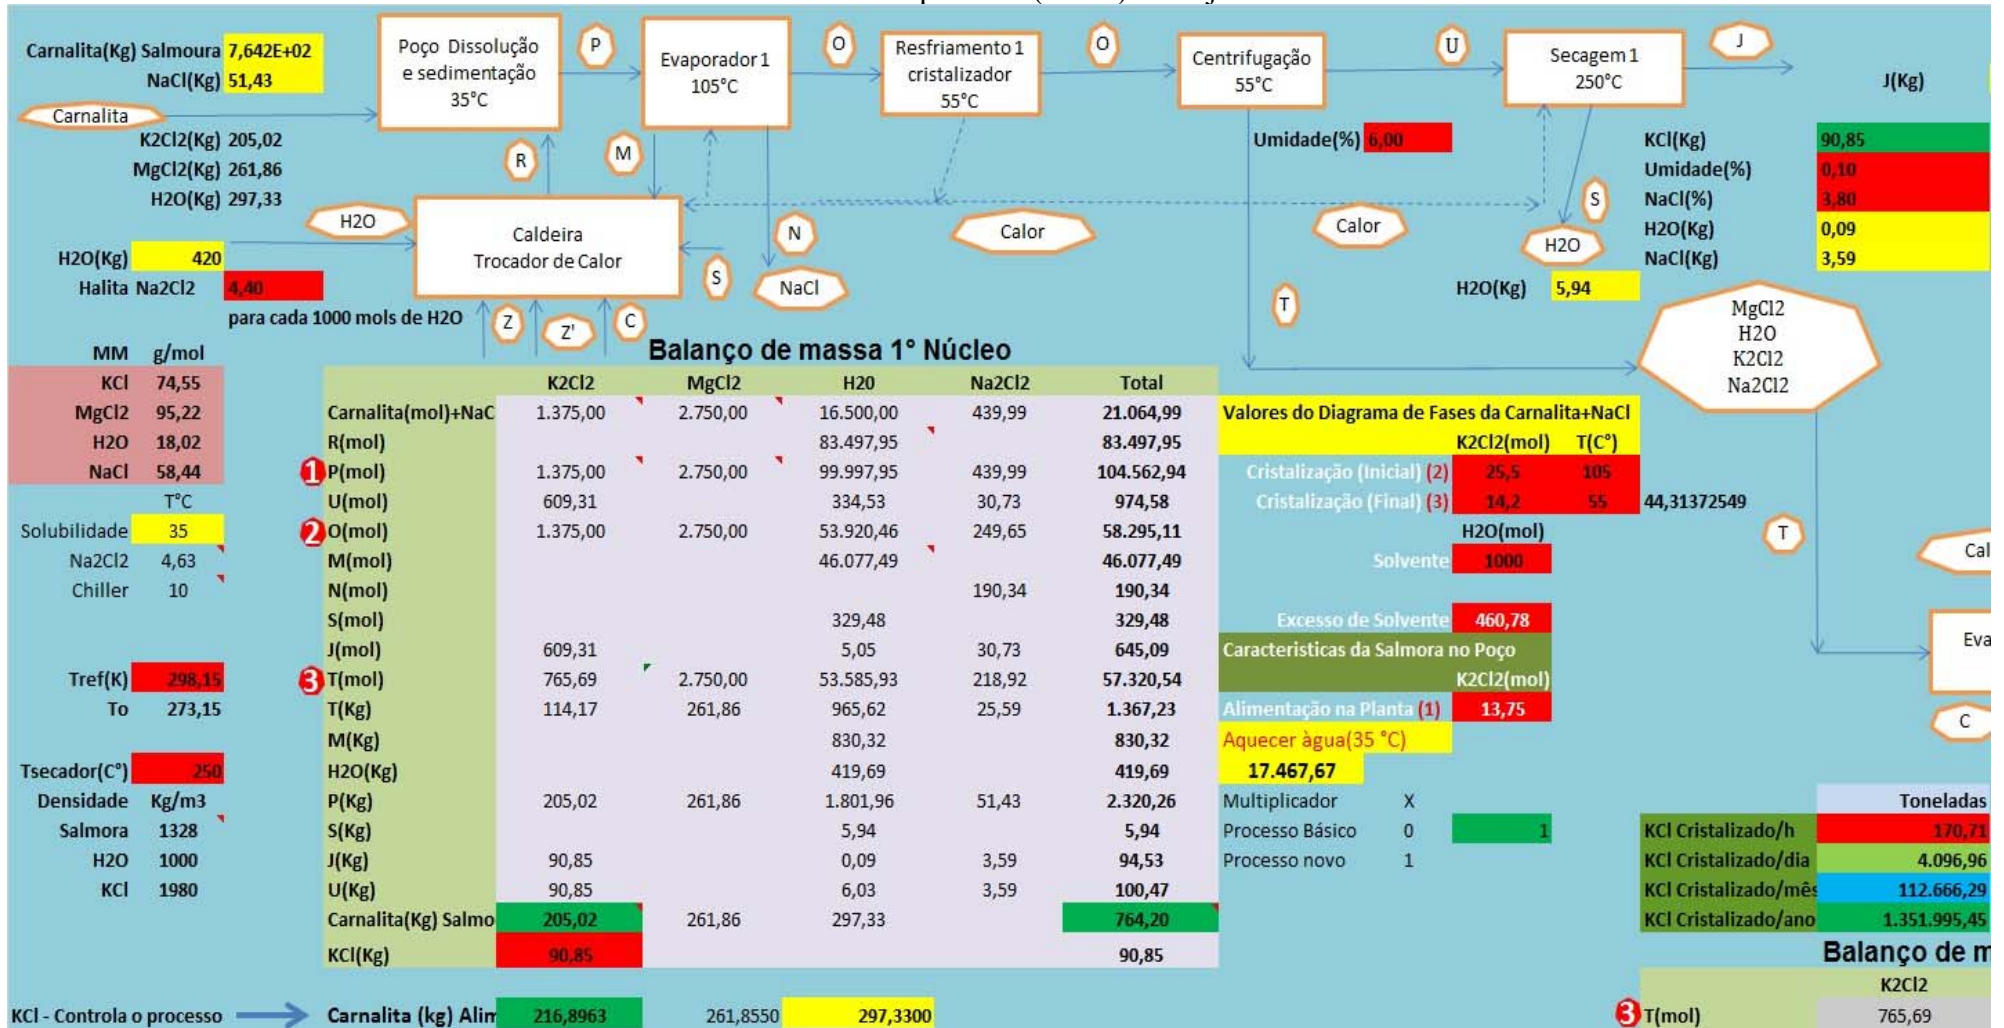 Carnalita(Kg) Salmoura 7,642E+02
NaCl(Kg) 51,43
Carnalita
K2Cl2(Kg) 205,02
MgCl2(Kg) 261,86
H2O(Kg) 297,33
H2O(Kg) 420
Halita Na2Cl2 4,40
para cada 1000 mols de H2O
Poço Dissolução
e sedimentação
35°C
P
Evaporador 1
105°C
O
Resfriamento 1
cristalizador
55°C
O
Centrifugação
55°C
U
Secagem 1
250°C
J
J(Kg)
R
M
H2O
Caldeira
Trocador de Calor
N
NaCl
S
Calor
Calor
Umidade(%) 6,00
T
S
H2O
H2O(Kg) 5,94
KCl(Kg) 90,85
Umidade(%) 0,10
NaCl(%) 3,80
H2O(Kg) 0,09
NaCl(Kg) 3,59
Z
Z'
C
MgCl2
H2O
K2Cl2
Na2Cl2
T
Cal
Eva
C
MM g/mol
KCl 74,55
MgCl2 95,22
H2O 18,02
NaCl 58,44
T°C
Solubilidade 35
Na2Cl2 4,63
Chiller 10
Tref(K) 298,15
To 273,15
Tsecador(C°) 250
Densidade Kg/m3
Salmora 1328
H2O 1000
KCl 1980
KCl - Controla o processo
Balanço de massa 1° Núcleo
K2Cl2 MgCl2 H20 Na2Cl2 Total
Carnalita(mol)+NaC 1.375,00 2.750,00 16.500,00 439,99 21.064,99
R(mol) 83.497,95 83.497,95
1 P(mol) 1.375,00 2.750,00 99.997,95 439,99 104.562,94
U(mol) 609,31 334,53 30,73 974,58
2 O(mol) 1.375,00 2.750,00 53.920,46 249,65 58.295,11
M(mol) 46.077,49 46.077,49
N(mol) 190,34 190,34
S(mol) 329,48 329,48
J(mol) 609,31 5,05 30,73 645,09
3 T(mol) 765,69 2.750,00 53.585,93 218,92 57.320,54
T(Kg) 114,17 261,86 965,62 25,59 1.367,23
M(Kg) 830,32 830,32
H2O(Kg) 419,69 419,69
P(Kg) 205,02 261,86 1.801,96 51,43 2.320,26
S(Kg) 5,94 5,94
J(Kg) 90,85 0,09 3,59 94,53
U(Kg) 90,85 6,03 3,59 100,47
Carnalita(Kg) Salmo 205,02 261,86 297,33 764,20
KCl(Kg) 90,85 90,85
Carnalita (kg) Alim 216,8963 261,8550 297,3300
Valores do Diagrama de Fases da Carnalita+NaCl
K2Cl2(mol) T(C°)
Cristalização (Inicial) (2) 25,5 105
Cristalização (Final) (3) 14,2 55 44,31372549
H2O(mol)
Solvente 1000
Excesso de Solvente 460,78
Caracteristicas da Salmora no Poço
K2Cl2(mol)
Alimentação na Planta (1) 13,75
Aquecer àgua(35 °C)
17.467,67
Multiplicador X
Processo Básico 0 1
Processo novo 1
Toneladas
KCl Cristalizado/h 170,71
KCl Cristalizado/dia 4.096,96
KCl Cristalizado/mês 112.666,29
KCl Cristalizado/ano 1.351.995,45
Balanço de m
K2Cl2
3 T(mol) 765,69